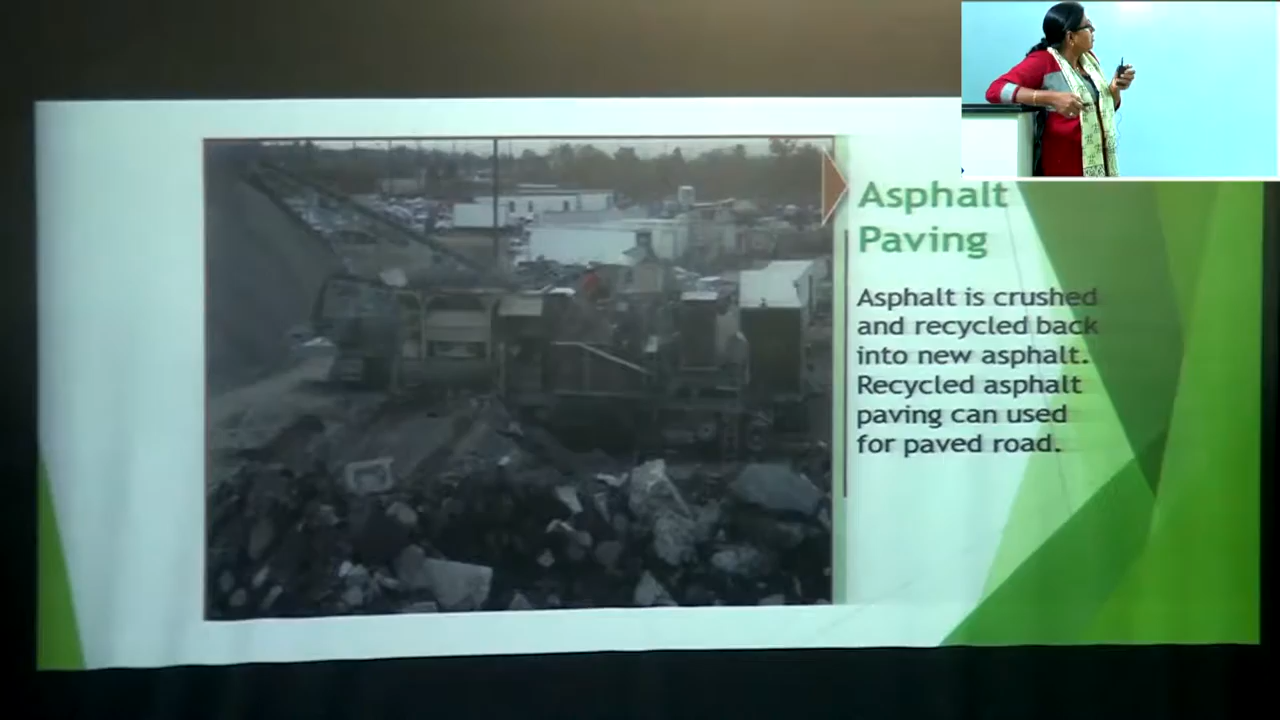 Asphalt
Paving
Asphalt is crushed
and recycled back
into new asphalt.
Recycled asphalt
paving can used
for paved road.